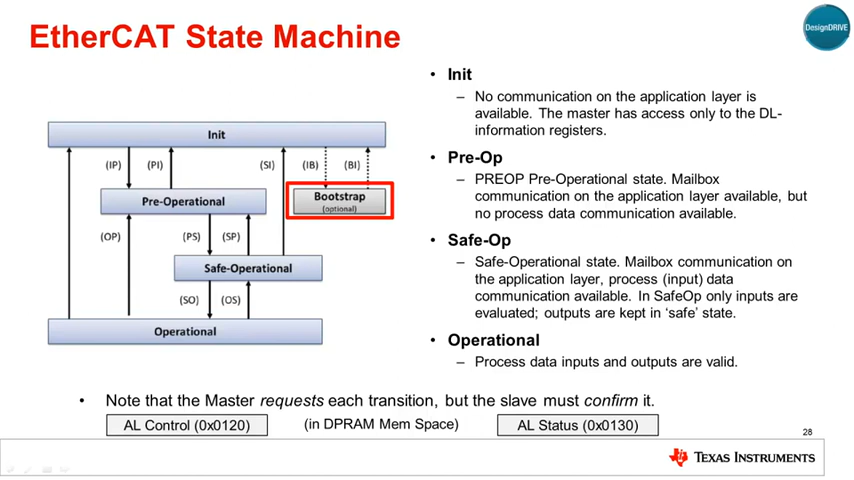 EtherCAT State Machine
DesignDRIVE
Init
(IP)
(PI)
(SI)
(IB)
(BI)
Pre-Operational
Bootstrap
(optional)
(OP)
(PS)
(SP)
Safe-Operational
(SO)
(OS)
Operational
• Init
– No communication on the application layer is
available. The master has access only to the DL-
information registers.
• Pre-Op
– PREOP Pre-Operational state. Mailbox
communication on the application layer available, but
no process data communication available.
• Safe-Op
– Safe-Operational state. Mailbox communication on
the application layer, process (input) data
communication available. In SafeOp only inputs are
evaluated; outputs are kept in ‘safe’ state.
• Operational
– Process data inputs and outputs are valid.
• Note that the Master requests each transition, but the slave must confirm it.
AL Control (0x0120)
(in DPRAM Mem Space)
AL Status (0x0130)
28
TEXAS INSTRUMENTS